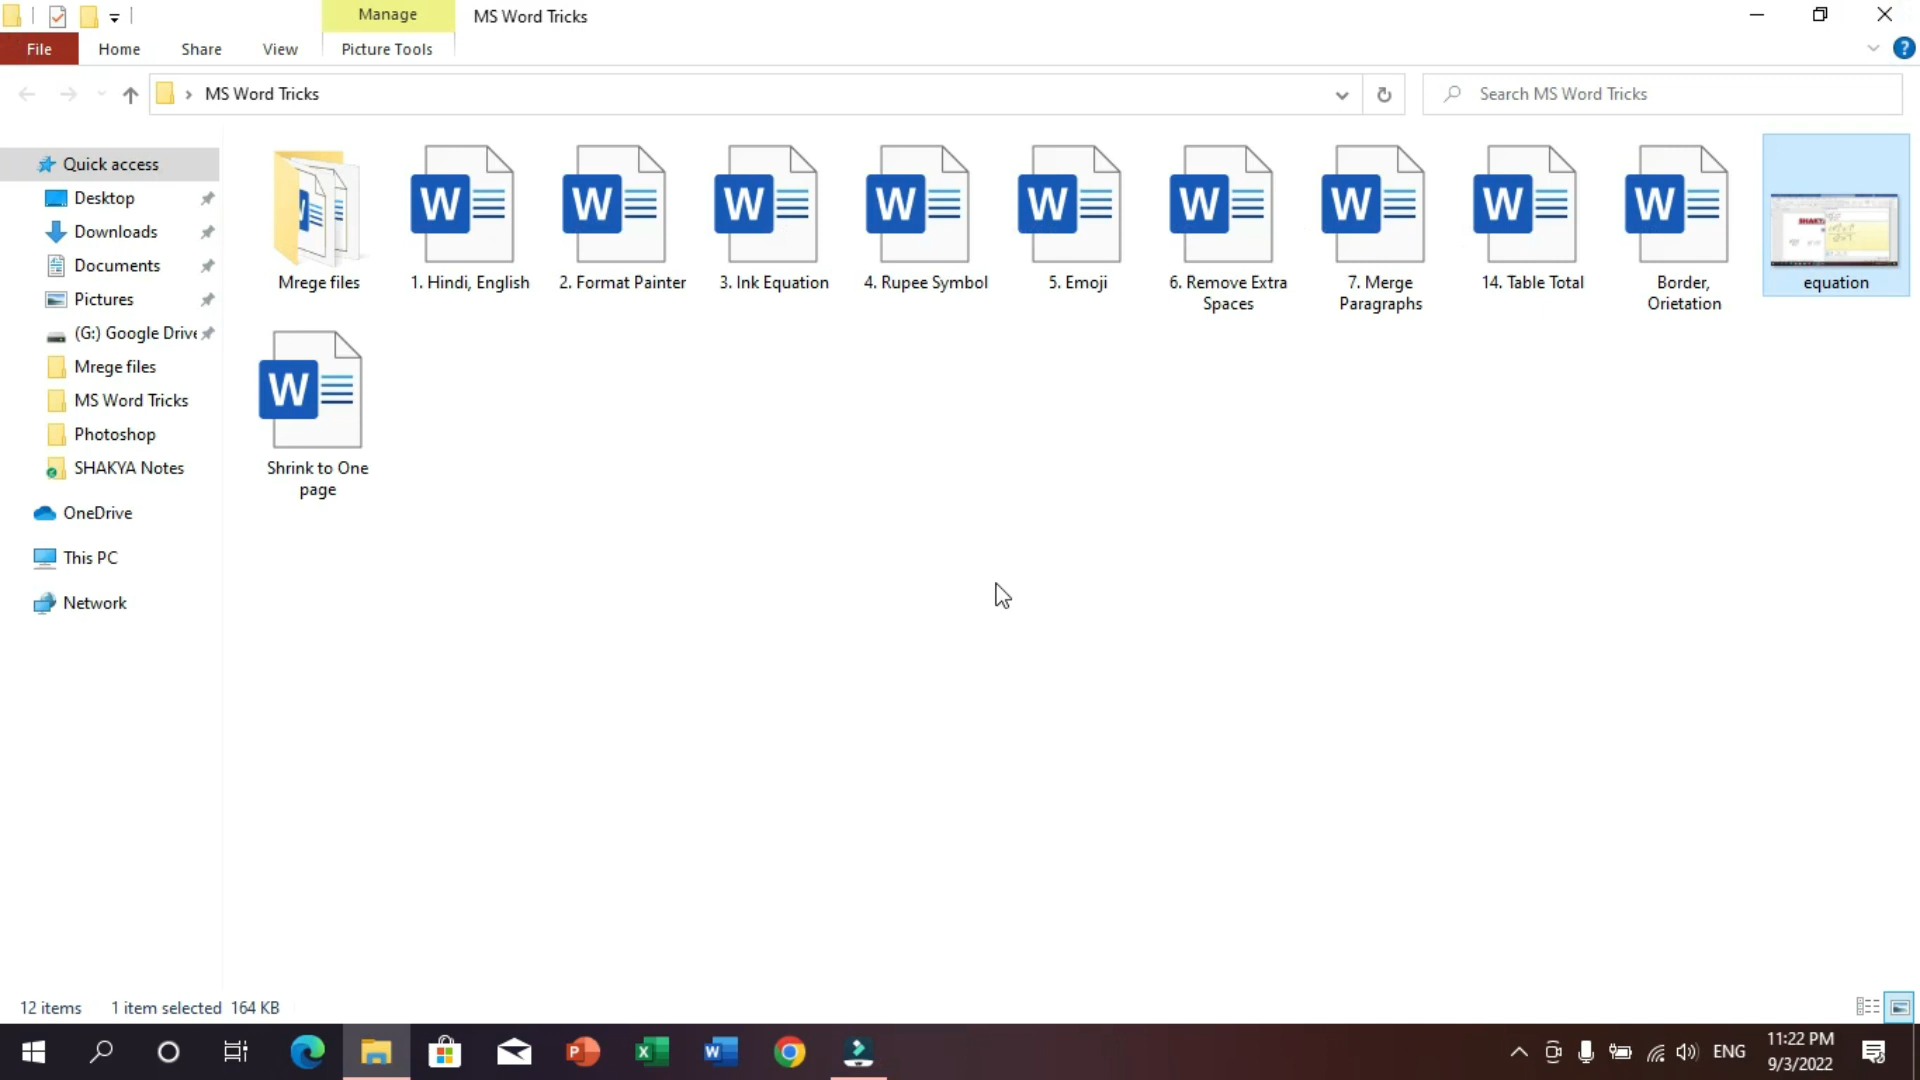 Manage
MS Word Tricks
File
Home
Share
View
Picture Tools
MS Word Tricks
Search MS Word Tricks
Quick access
Desktop
Downloads
Documents
Pictures
(G:) Google Drive
Mrege files
MS Word Tricks
Photoshop
SHAKYA Notes
OneDrive
This PC
Network
Mrege files
1. Hindi, English
2. Format Painter
3. Ink Equation
4. Rupee Symbol
5. Emoji
6. Remove Extra
Spaces
7. Merge
Paragraphs
14. Table Total
Border,
Orietation
equation
Shrink to One
page
12 items
1 item selected 164 KB
ENG
11:22 PM
9/3/2022